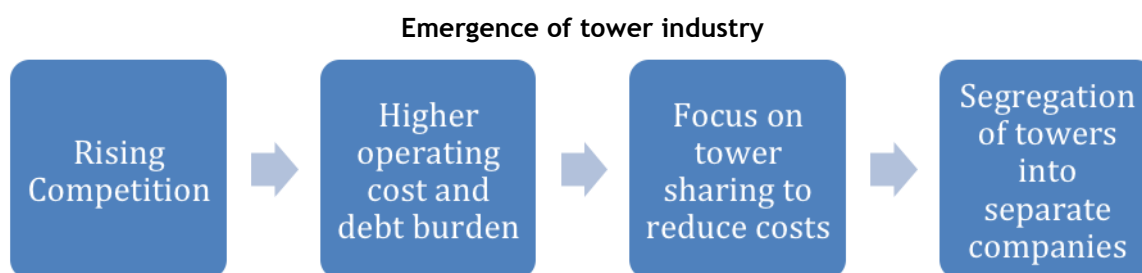 Emergence of tower industry
Rising
Competition
Higher
operating
cost and
debt burden
Focus on
tower
sharing to
reduce costs
Segregation
of towers
into
separate
companies